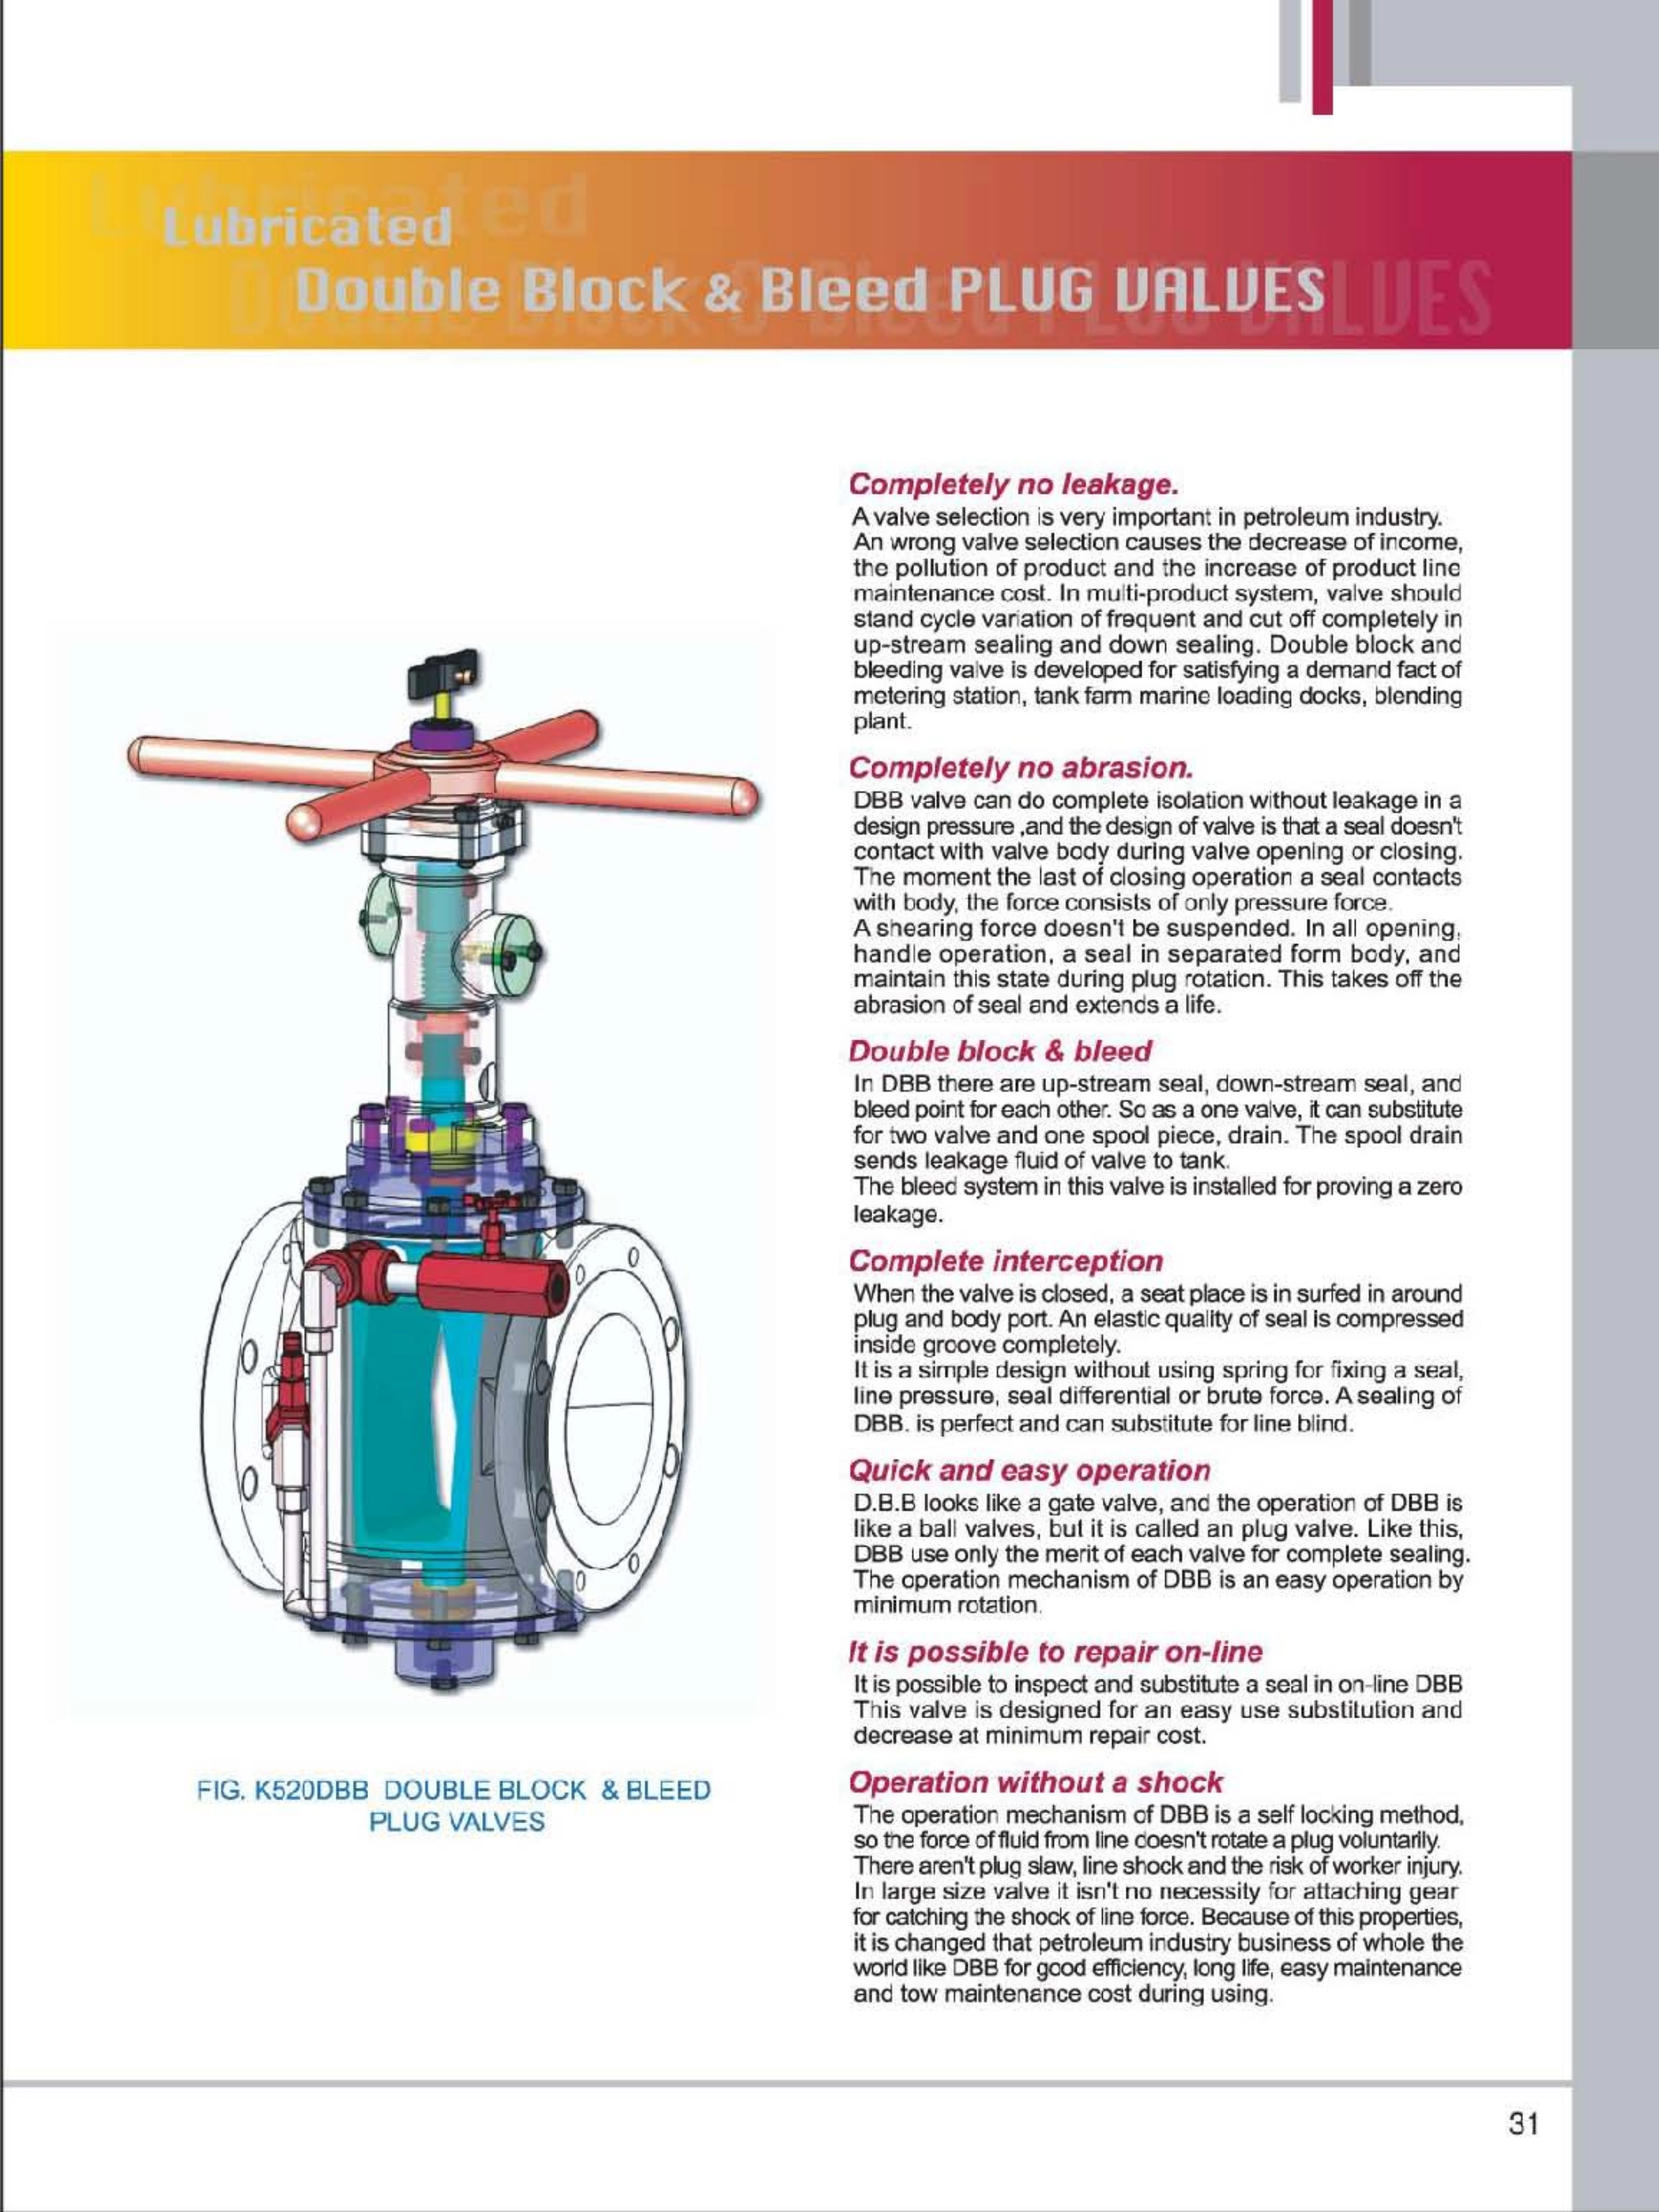 Lubricated
Double Block & Bleed PLUG VALVES
Completely no leakage.
A valve selection is very important in petroleum industry.
An wrong valve selection causes the decrease of income,
the pollution of product and the increase of product line
maintenance cost. In multi-product system, valve should
stand cycle variation of frequent and cut off completely in
up-stream sealing and down sealing. Double block and
bleeding valve is developed for satisfying a demand fact of
metering station, tank farm marine loading docks, blending
plant.
Completely no abrasion.
DBB valve can do complete isolation without leakage in a
design pressure ,and the design of valve is that a seal doesn't
contact with valve body during valve opening or closing.
The moment the last of closing operation a seal contacts
with body, the force consists of only pressure force.
A shearing force doesn't be suspended. In all opening,
handle operation, a seal in separated form body, and
maintain this state during plug rotation. This takes off the
abrasion of seal and extends a life.
Double block & bleed
In DBB there are up-stream seal, down-stream seal, and
bleed point for each other. So as a one valve, it can substitute
for two valve and one spool piece, drain. The spool drain
sends leakage fluid of valve to tank.
The bleed system in this valve is installed for proving a zero
leakage.
Complete interception
When the valve is closed, a seat place is in surfed in around
plug and body port. An elastic quality of seal is compressed
inside groove completely.
It is a simple design without using spring for fixing a seal,
line pressure, seal differential or brute force. A sealing of
DBB. is perfect and can substitute for line blind.
Quick and easy operation
D.B.B looks like a gate valve, and the operation of DBB is
like a ball valves, but it is called an plug valve. Like this,
DBB use only the merit of each valve for complete sealing.
The operation mechanism of DBB is an easy operation by
minimum rotation.
It is possible to repair on-line
It is possible to inspect and substitute a seal in on-line DBB
This valve is designed for an easy use substitution and
decrease at minimum repair cost.
Operation without a shock
The operation mechanism of DBB is a self locking method,
so the force of fluid from line doesn't rotate a plug voluntarily.
There aren't plug slaw, line shock and the risk of worker injury.
In large size valve it isn't no necessity for attaching gear
for catching the shock of line force. Because of this properties,
it is changed that petroleum industry business of whole the
world like DBB for good efficiency, long life, easy maintenance
and tow maintenance cost during using.
FIG. K520DBB DOUBLE BLOCK & BLEED
PLUG VALVES
31